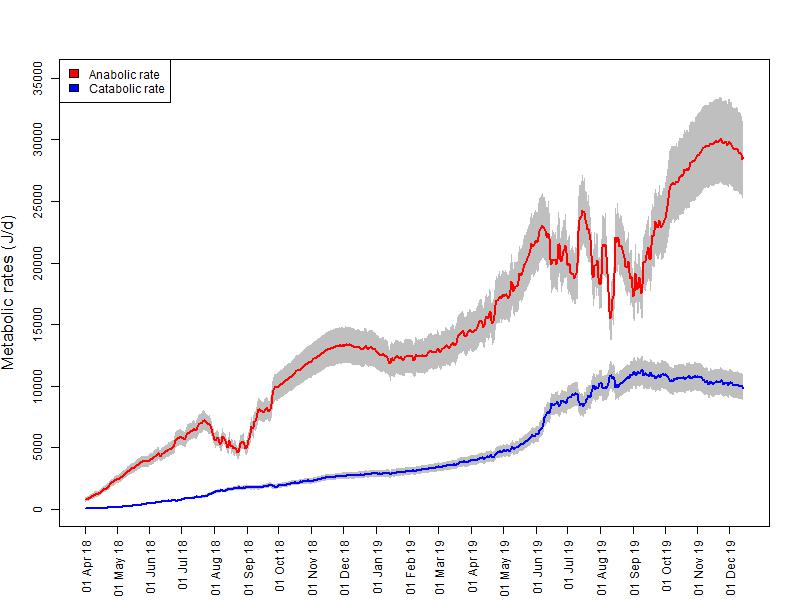 Anabolic rate
Catabolic rate
Metabolic rates (J/d)
35000
30000
25000
20000
15000
10000
5000
0
01 Apr 18
01 May 18
01 Jun 18
01 Jul 18
01 Aug 18
01 Sep 18
01 Oct 18
01 Nov 18
01 Dec 18
01 Jan 19
01 Feb 19
01 Mar 19
01 Apr 19
01 May 19
01 Jun 19
01 Jul 19
01 Aug 19
01 Sep 19
01 Oct 19
01 Nov 19
01 Dec 19